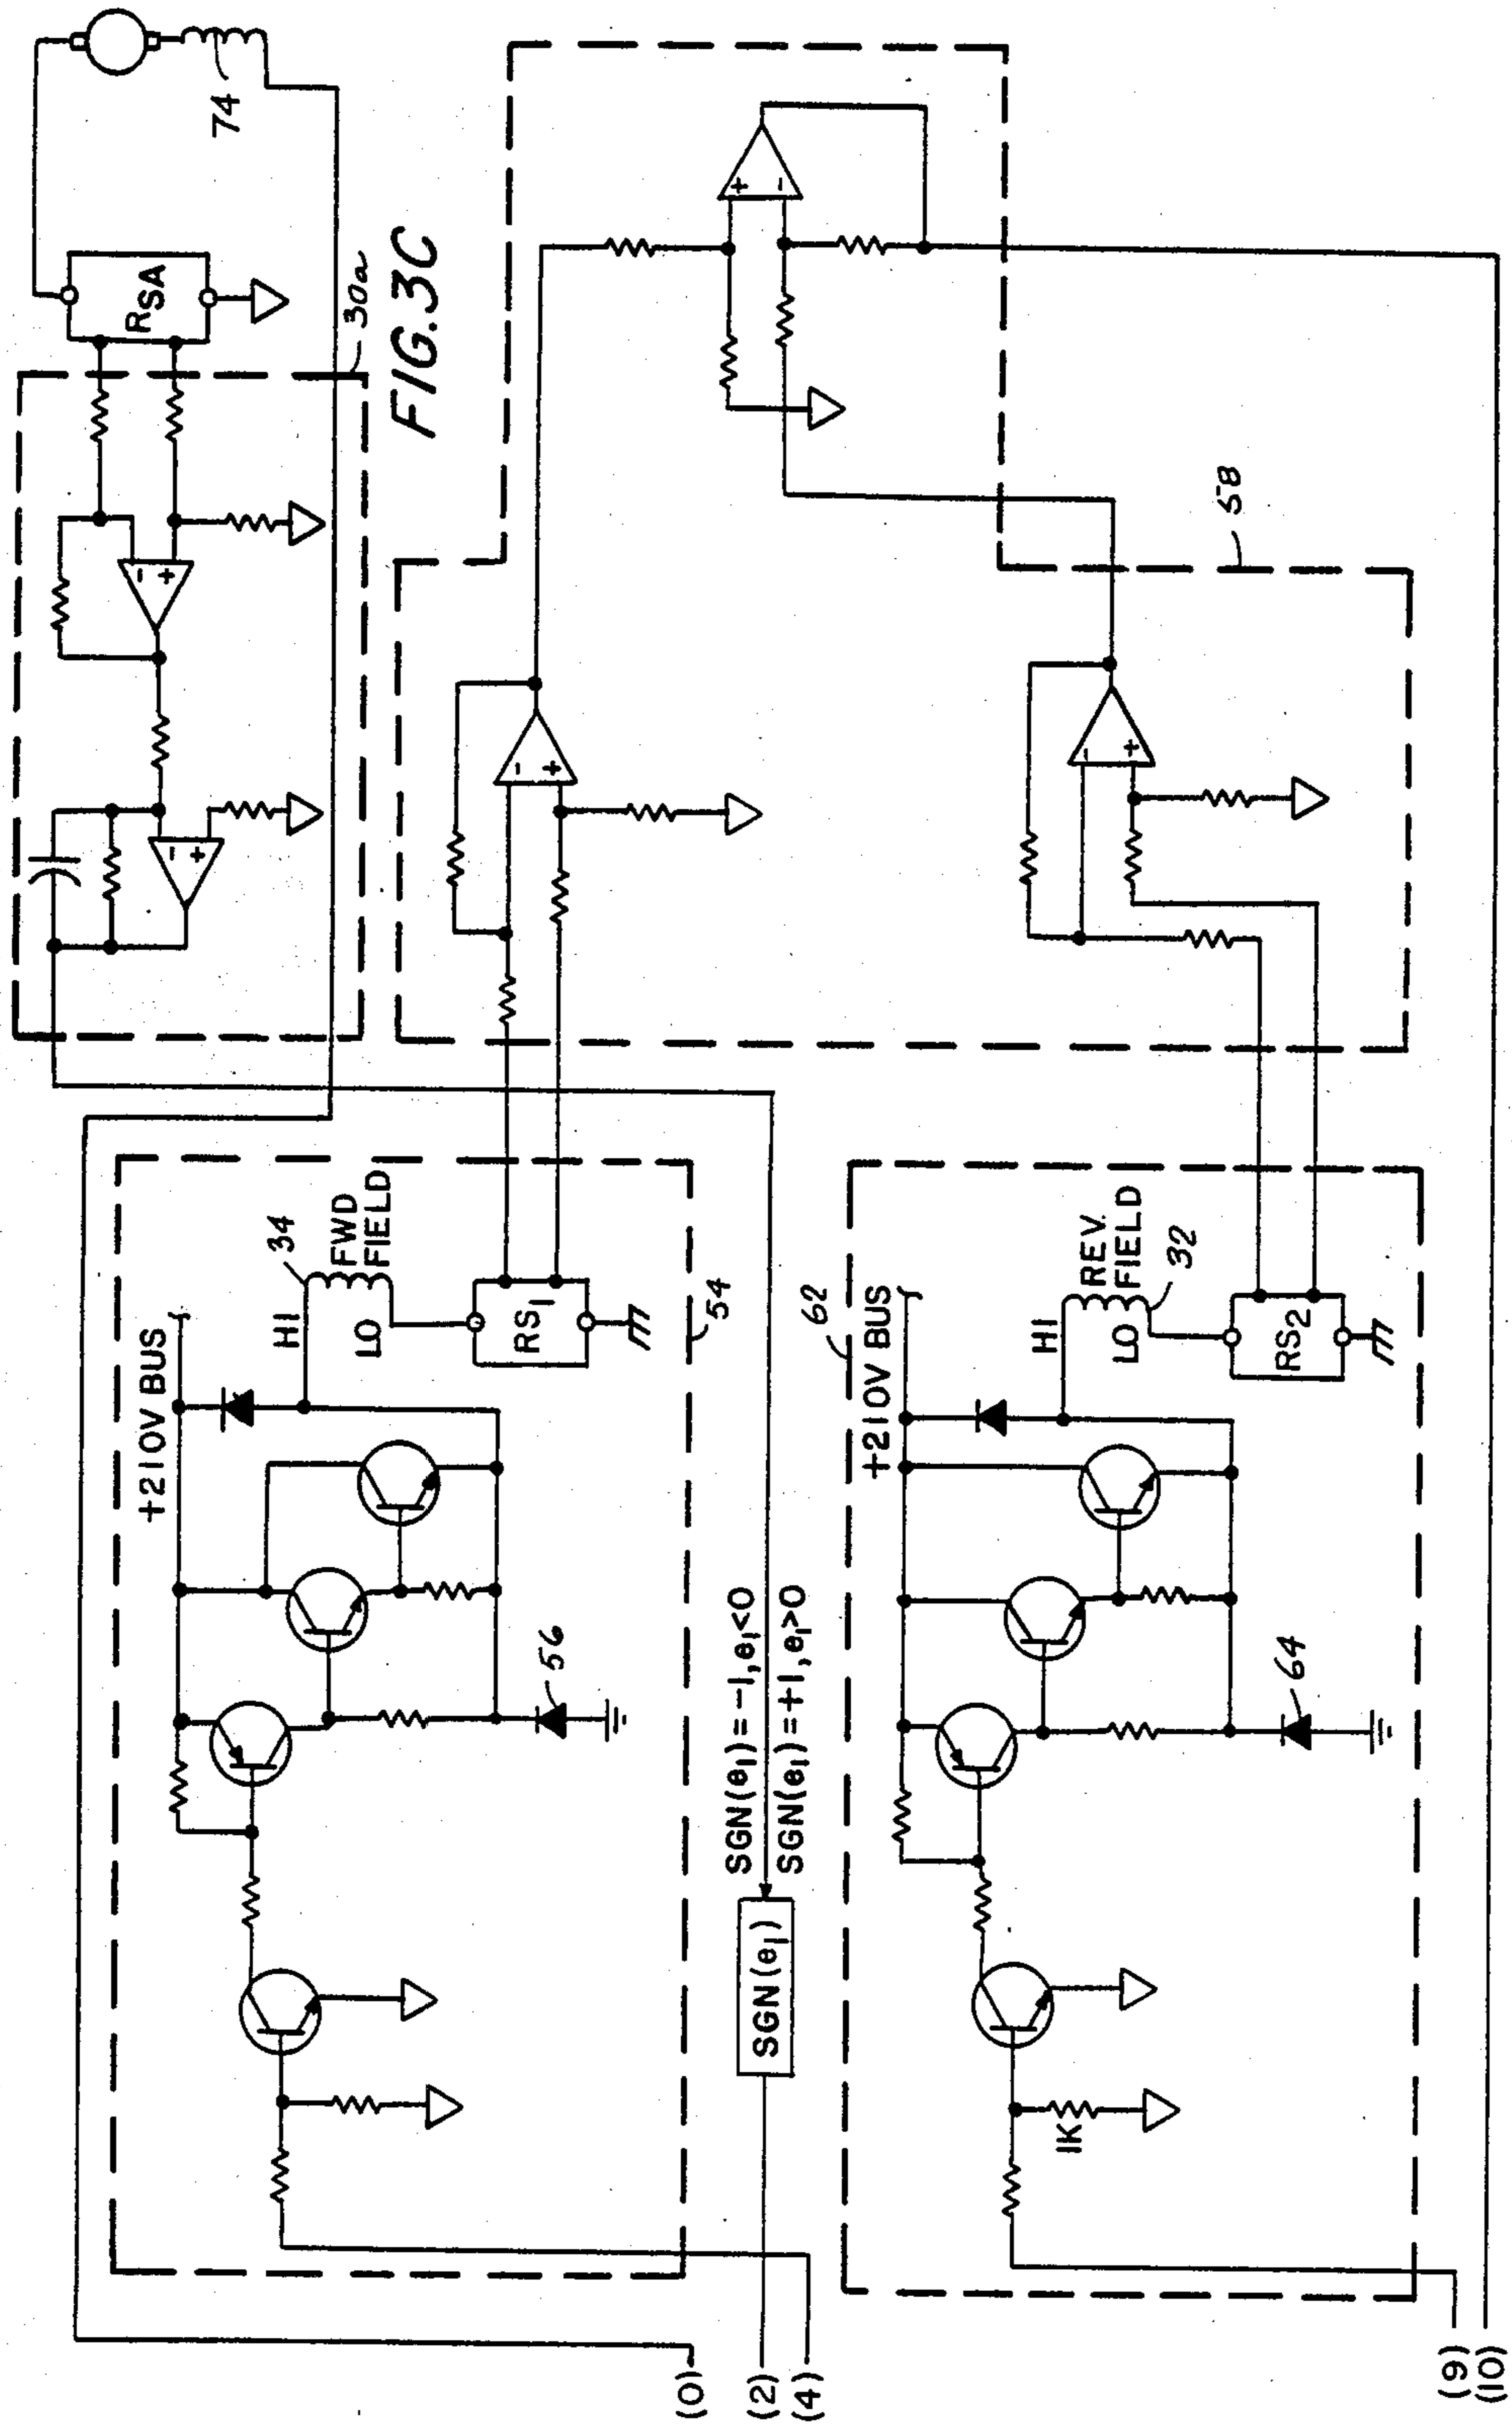 74
RSA
30a
FIG.3C
-
+
-
+
+
-
-
+
58
-
+
+210V BUS
HI
34
FWD
FIELD
LO
RS1
54
56
SGN(e1)=-1,e1<0
SGN(e1)=+1,e1>0
SGN(e1)
62
+210V BUS
HI
REV.
FIELD
LO
32
RS2
64
1K
(0)
(2)
(4)
(9)
(10)